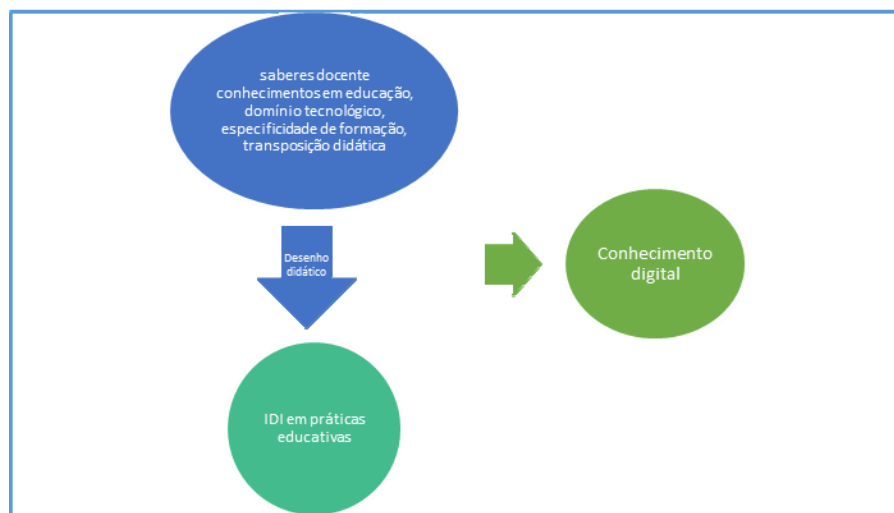 saberes docente
conhecimentos em educação,
domínio tecnológico,
especificidade de formação,
transposição didática
Desenho
didático
Conhecimento
digital
IDI em práticas
educativas